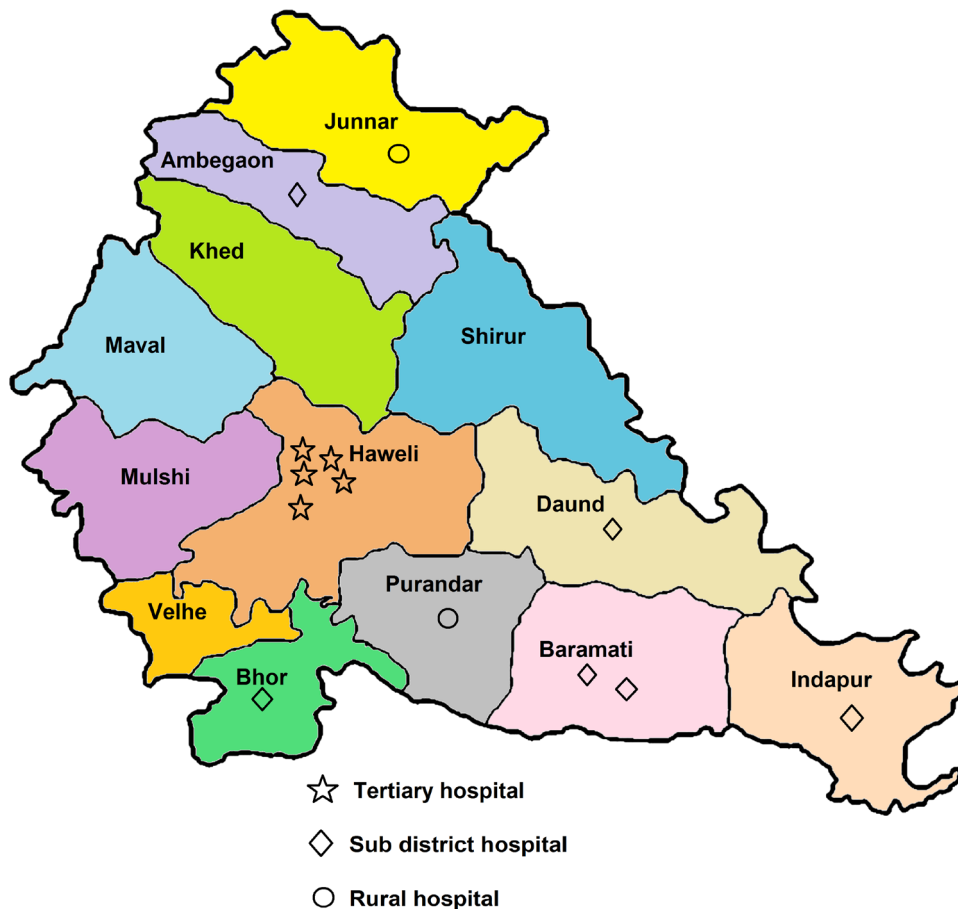 Junnar
Ambegaon
Khed
Shirur
Maval
Haweli
Mulshi
Daund
Purandar
Velhe
Baramati
Bhor
Indapur
Tertiary hospital
Sub district hospital
Rural hospital